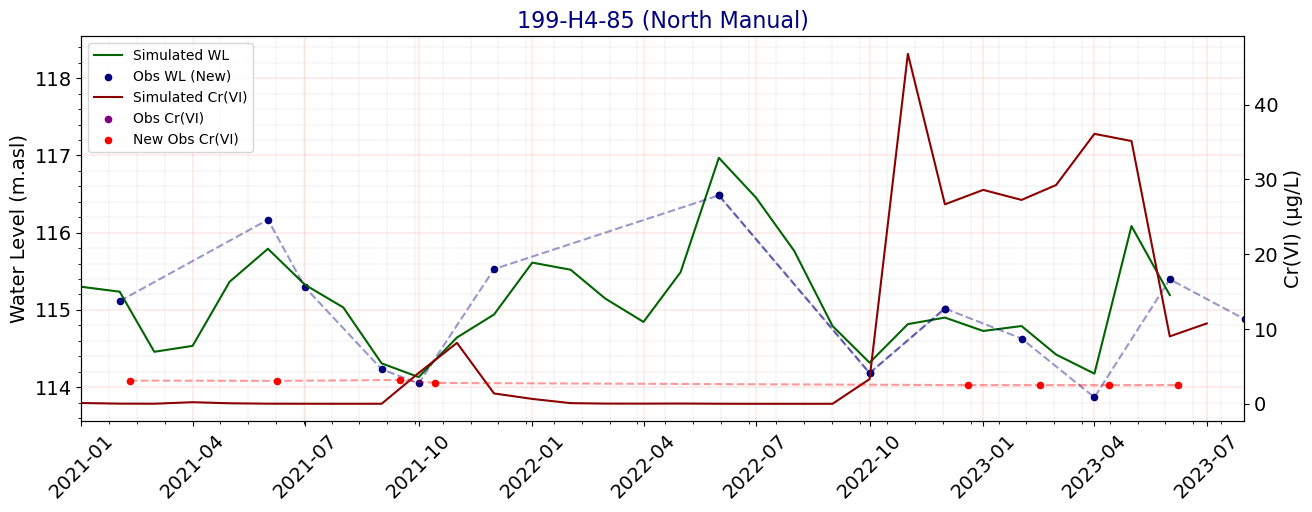 199-H4-85 (North Manual)
Simulated WL
Obs WL (New)
Simulated Cr(VI)
Obs Cr(VI)
New Obs Cr(VI)
Water Level (m.asl)
118
117
116
115
114
Cr(VI) (µg/L)
40
30
20
10
0
2021-01
2021-04
2021-07
2021-10
2022-01
2022-04
2022-07
2022-10
2023-01
2023-04
2023-07